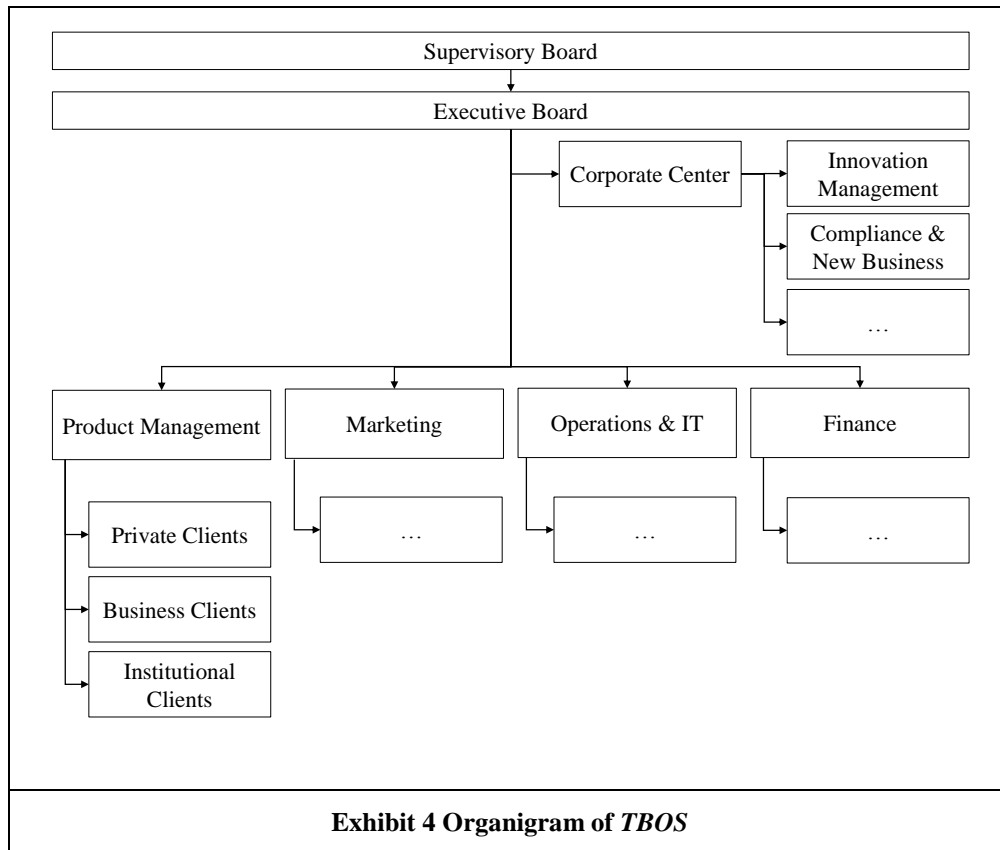 Supervisory Board
Executive Board
Corporate Center
Innovation
Management
Compliance &
New Business
…
Product Management
Marketing
Operations & IT
Finance
Private Clients
Business Clients
Institutional
Clients
…
…
…
Exhibit 4 Organigram of TBOS